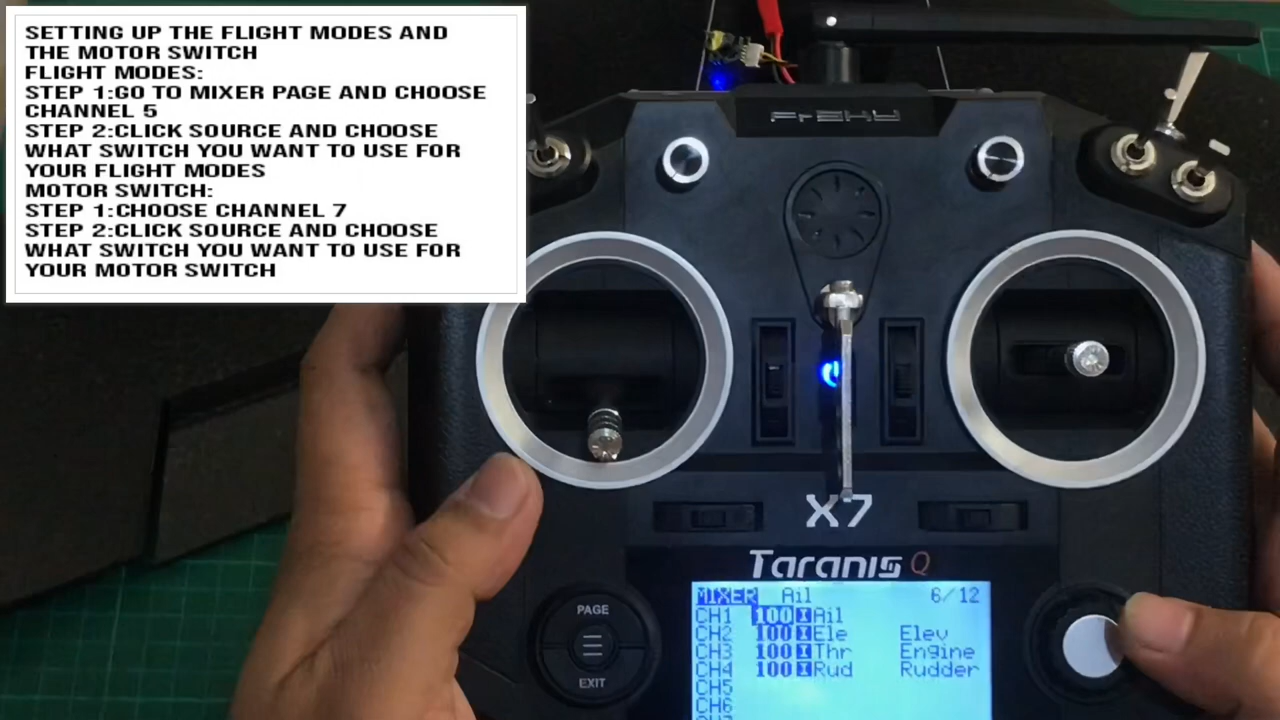 SETTING UP THE FLIGHT MODES AND
THE MOTOR SWITCH
FLIGHT MODES:
STEP 1:GO TO MIXER PAGE AND CHOOSE
CHANNEL 5
STEP 2:CLICK SOURCE AND CHOOSE
WHAT SWITCH YOU WANT TO USE FOR
YOUR FLIGHT MODES
MOTOR SWITCH:
STEP 1:CHOOSE CHANNEL 7
STEP 2:CLICK SOURCE AND CHOOSE
WHAT SWITCH YOU WANT TO USE FOR
YOUR MOTOR SWITCH
FrSKY
X7
Taranis Q
PAGE
EXIT
MIXER Ail 6/12
CH1 100 I Ail
CH2 100 I Ele Elev
CH3 100 I Thr Engine
CH4 100 I Rud Rudder
CH5
CH6